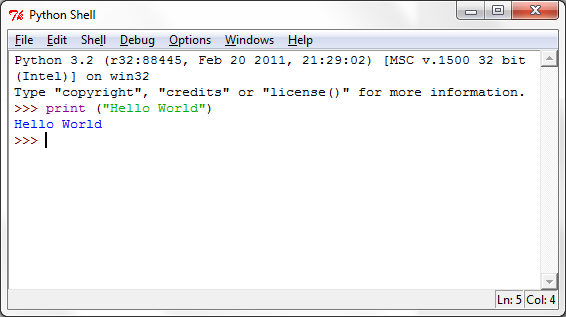 Python Shell
File Edit Shell Debug Options Windows Help
Python 3.2 (r32:88445, Feb 20 2011, 21:29:02) [MSC v.1500 32 bit
(Intel)] on win32
Type "copyright", "credits" or "license()" for more information.
>>> print ("Hello World")
Hello World
>>>
Ln: 5 Col: 4